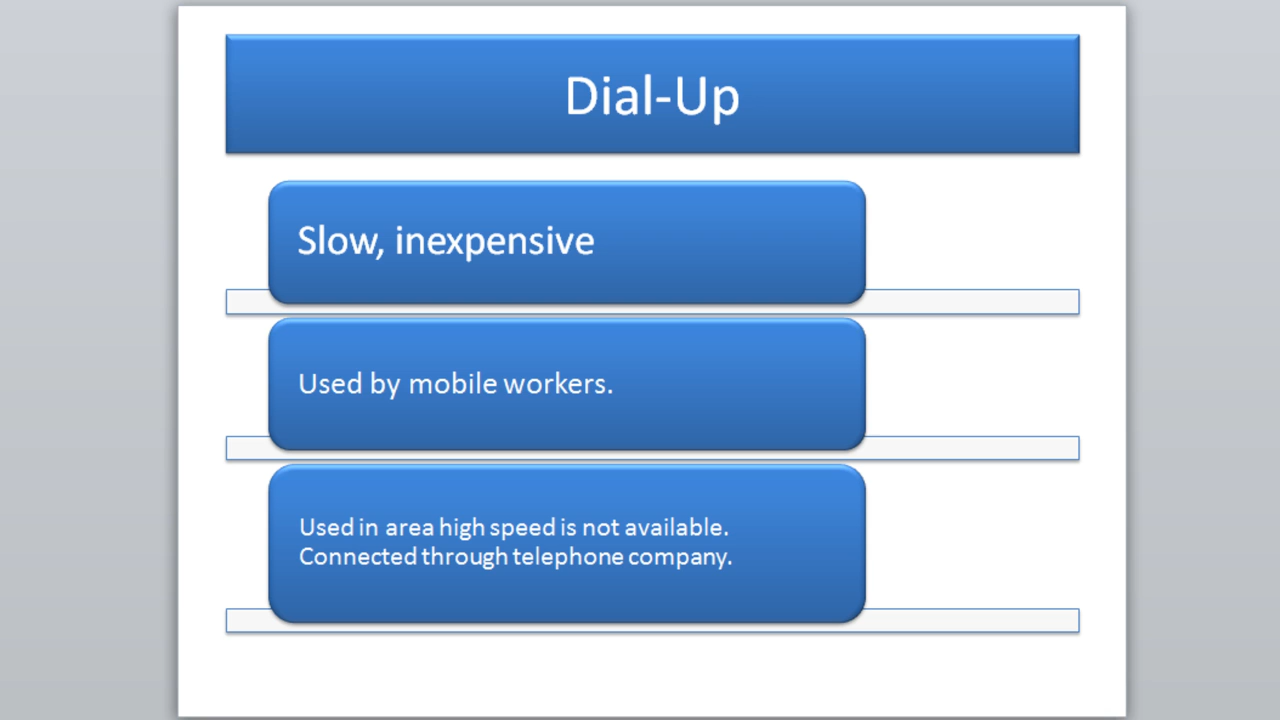 Dial-Up
Slow, inexpensive
Used by mobile workers.
Used in area high speed is not available.
Connected through telephone company.